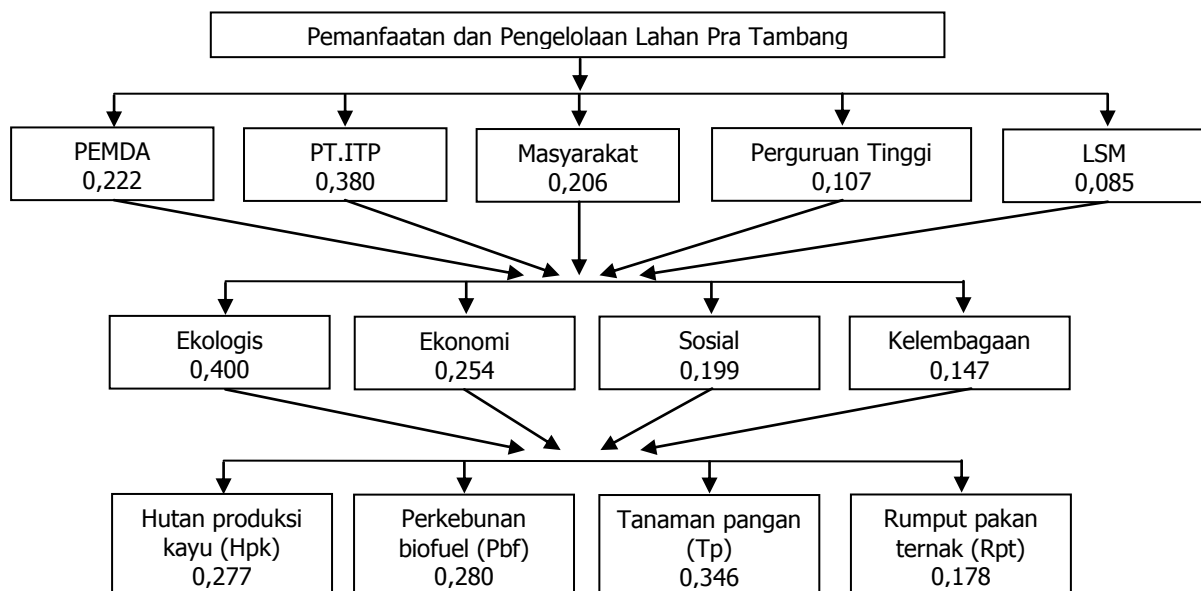 Pemanfaatan dan Pengelolaan Lahan Pra Tambang
PEMDA
0,222
PT.ITP
0,380
Masyarakat
0,206
Perguruan Tinggi
0,107
LSM
0,085
Ekologis
0,400
Ekonomi
0,254
Sosial
0,199
Kelembagaan
0,147
Hutan produksi
kayu (Hpk)
0,277
Perkebunan
biofuel (Pbf)
0,280
Tanaman pangan
(Tp)
0,346
Rumput pakan
ternak (Rpt)
0,178